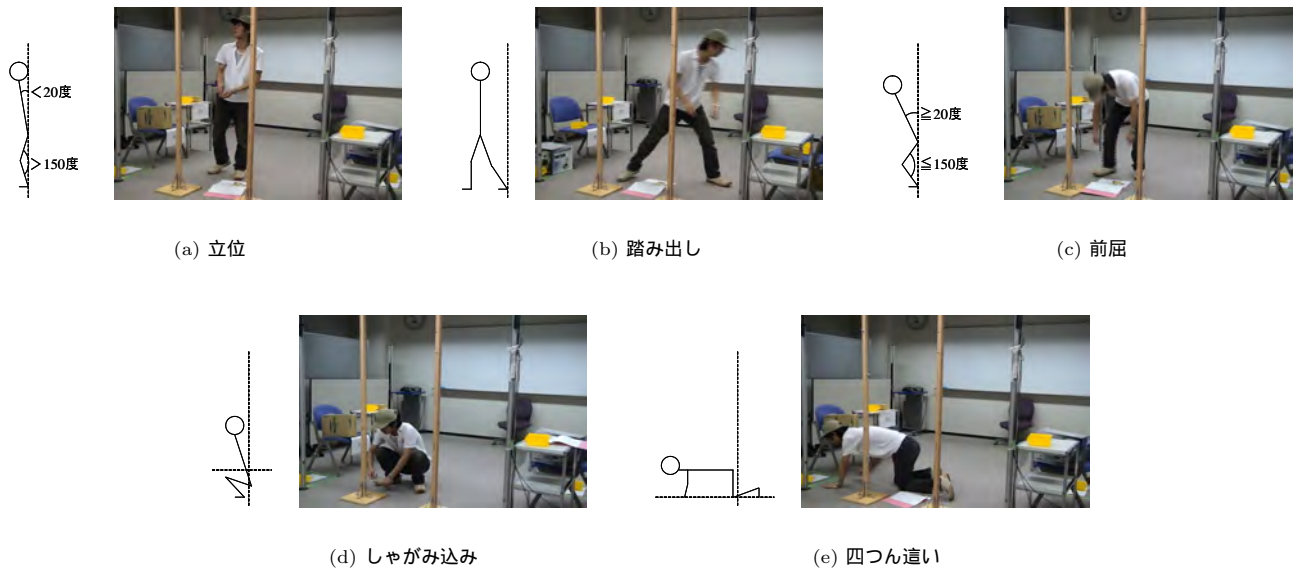 <20度
>150度
(a) 立位
(b) 踏み出し
≧20度
≦150度
(c) 前屈
(d) しゃがみ込み
(e) 四つん這い